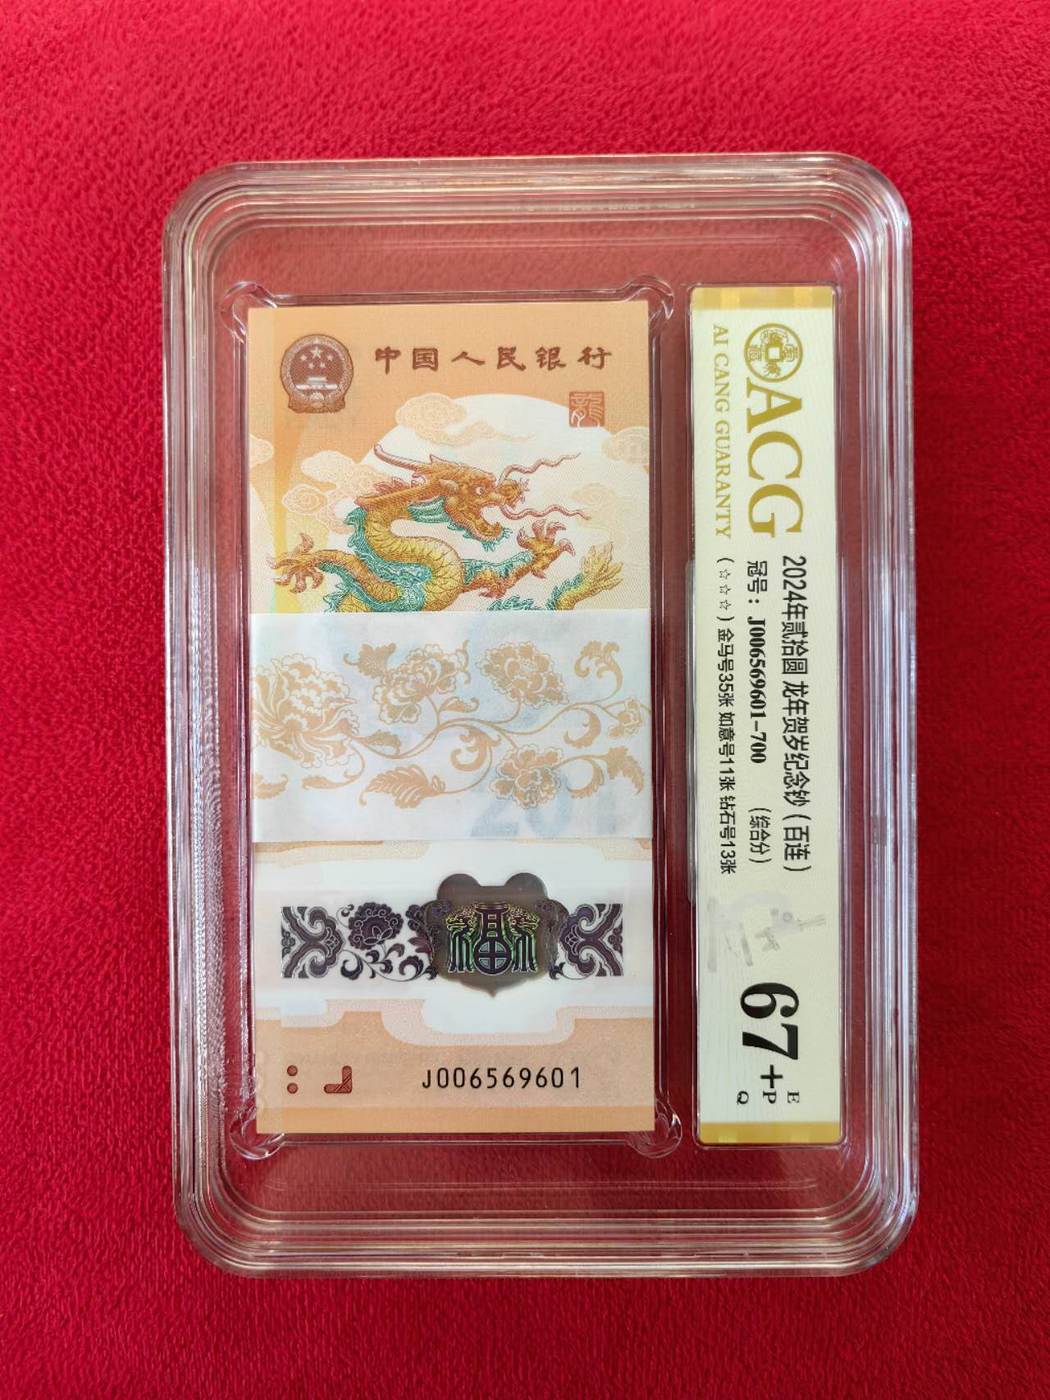 中国人民银行
龍
福
J006569601
ACG
AI CANG GUARANTY
2024年贰拾圆 龙年贺岁纪念钞（百连）
冠号：J006569601-700 （综合分）
（☆☆☆）金马号35张 如意号11张 钻石号13张
67+
E
P
Q